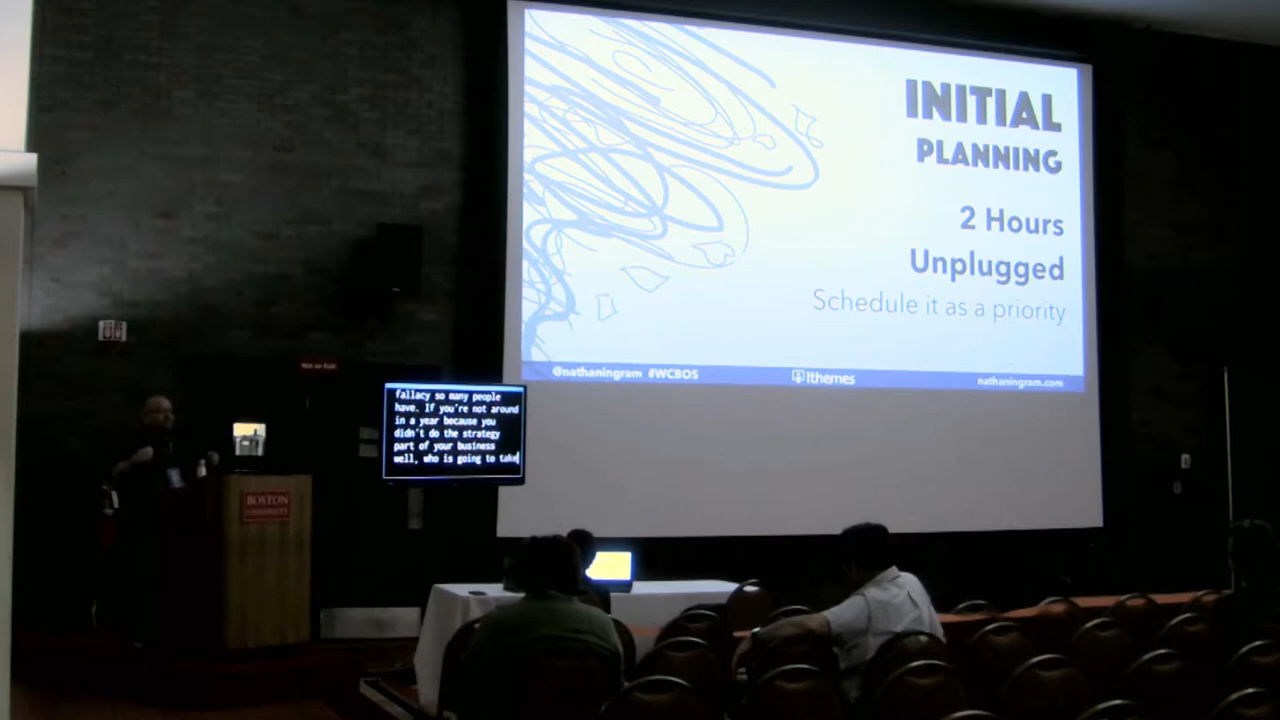 INITIAL
PLANNING
2 Hours
Unplugged
Schedule it as a priority
@nathaningram #WCBOS
ithemes
nathaningram.com
fallacy so many people
have. If you're not around
in a year because you
didn't do the strategy
part of your business
well, who is going to take
BOSTON
UNIVERSITY